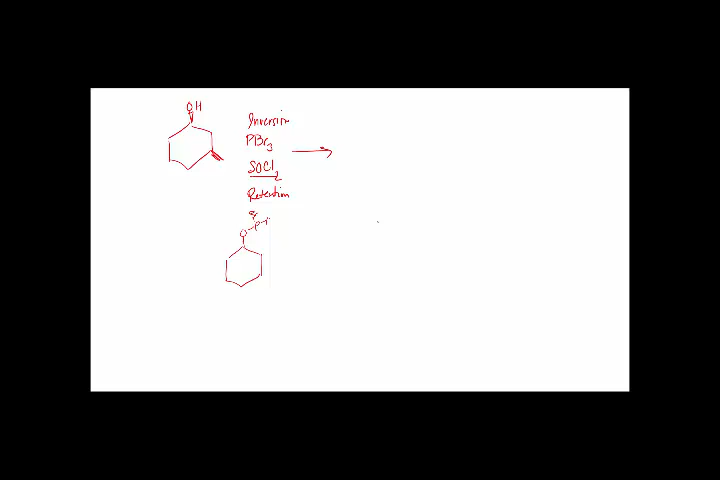 OH
Inversion
PBr3
SOCl2
Retention
O-P